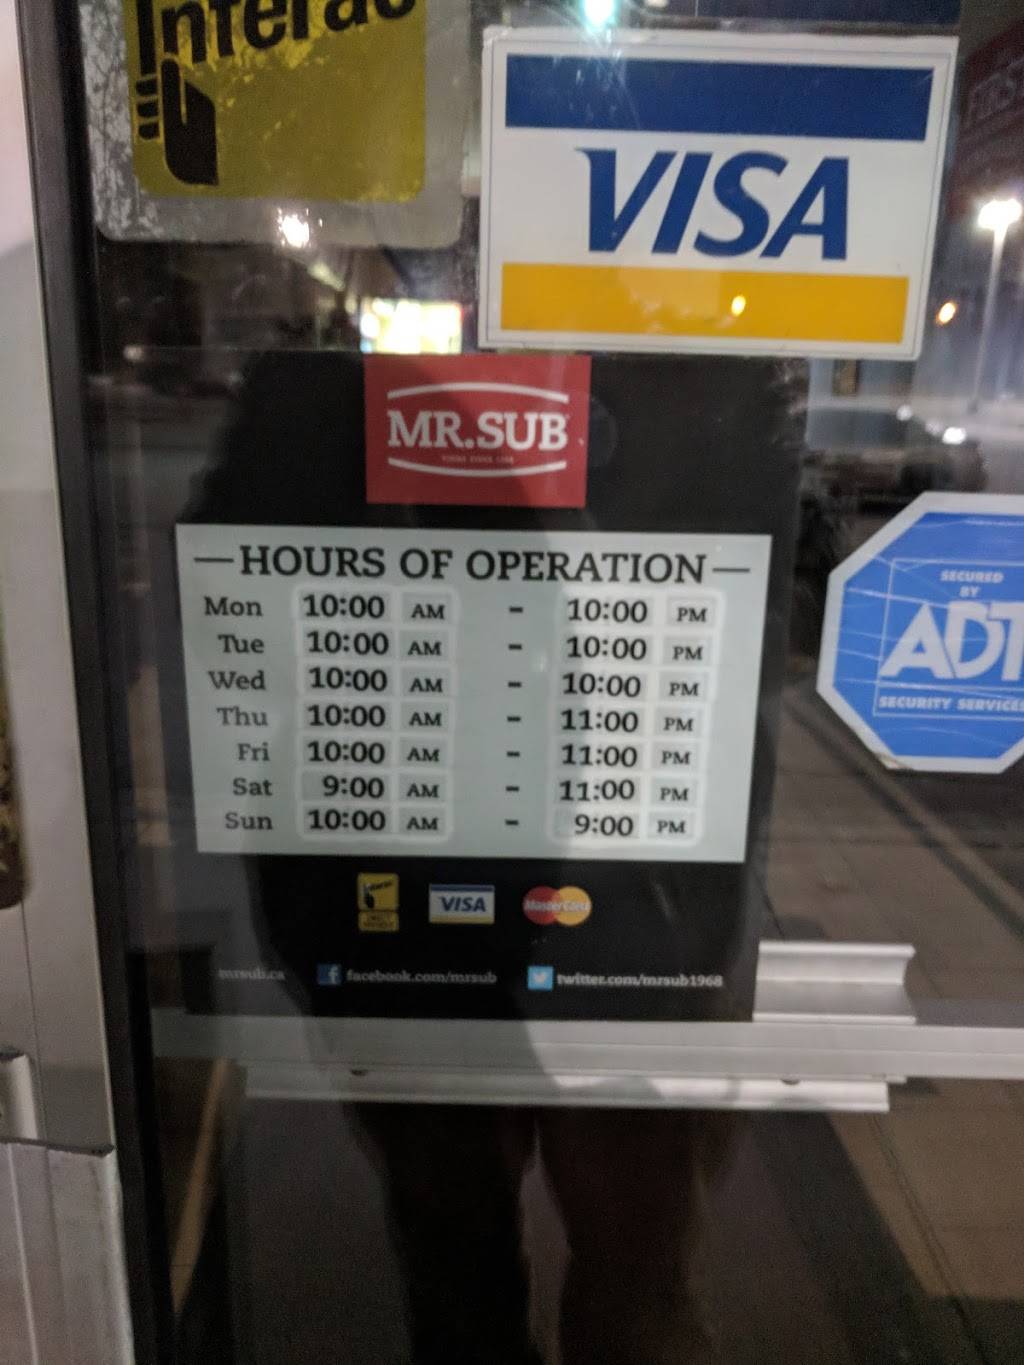 Interac
VISA
MR.SUB
—HOURS OF OPERATION—
Mon 10:00 AM - 10:00 PM
Tue 10:00 AM - 10:00 PM
Wed 10:00 AM - 10:00 PM
Thu 10:00 AM - 11:00 PM
Fri 10:00 AM - 11:00 PM
Sat 9:00 AM - 11:00 PM
Sun 10:00 AM - 9:00 PM
SECURED
BY
ADT
SECURITY SERVICES
VISA
MasterCard
mrsub.ca facebook.com/mrsub twitter.com/mrsub1968